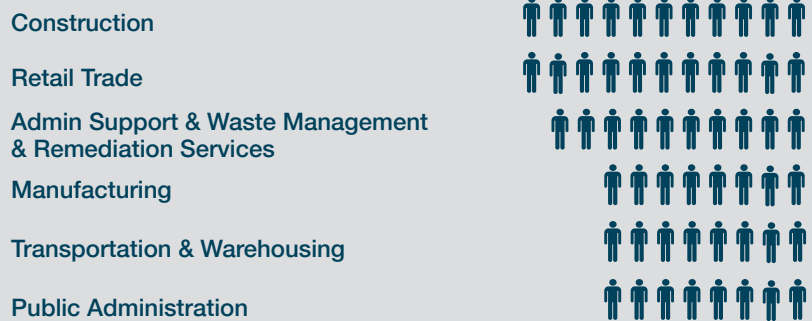 Construction
Retail Trade
Admin Support & Waste Management
& Remediation Services
Manufacturing
Transportation & Warehousing
Public Administration